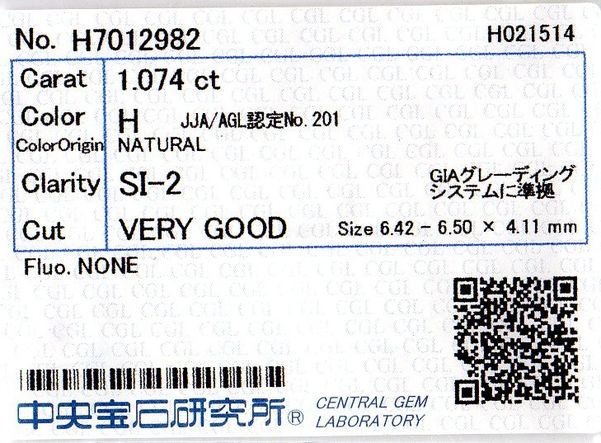 No. H7012982 H021514
Carat 1.074 ct
Color H JJA/AGL認定No.201
ColorOrigin NATURAL
Clarity SI-2 GIAグレーディング
システムに準拠
Cut VERY GOOD Size 6.42 - 6.50 × 4.11 mm
Fluo. NONE
中央宝石研究所® CENTRAL GEM
LABORATORY